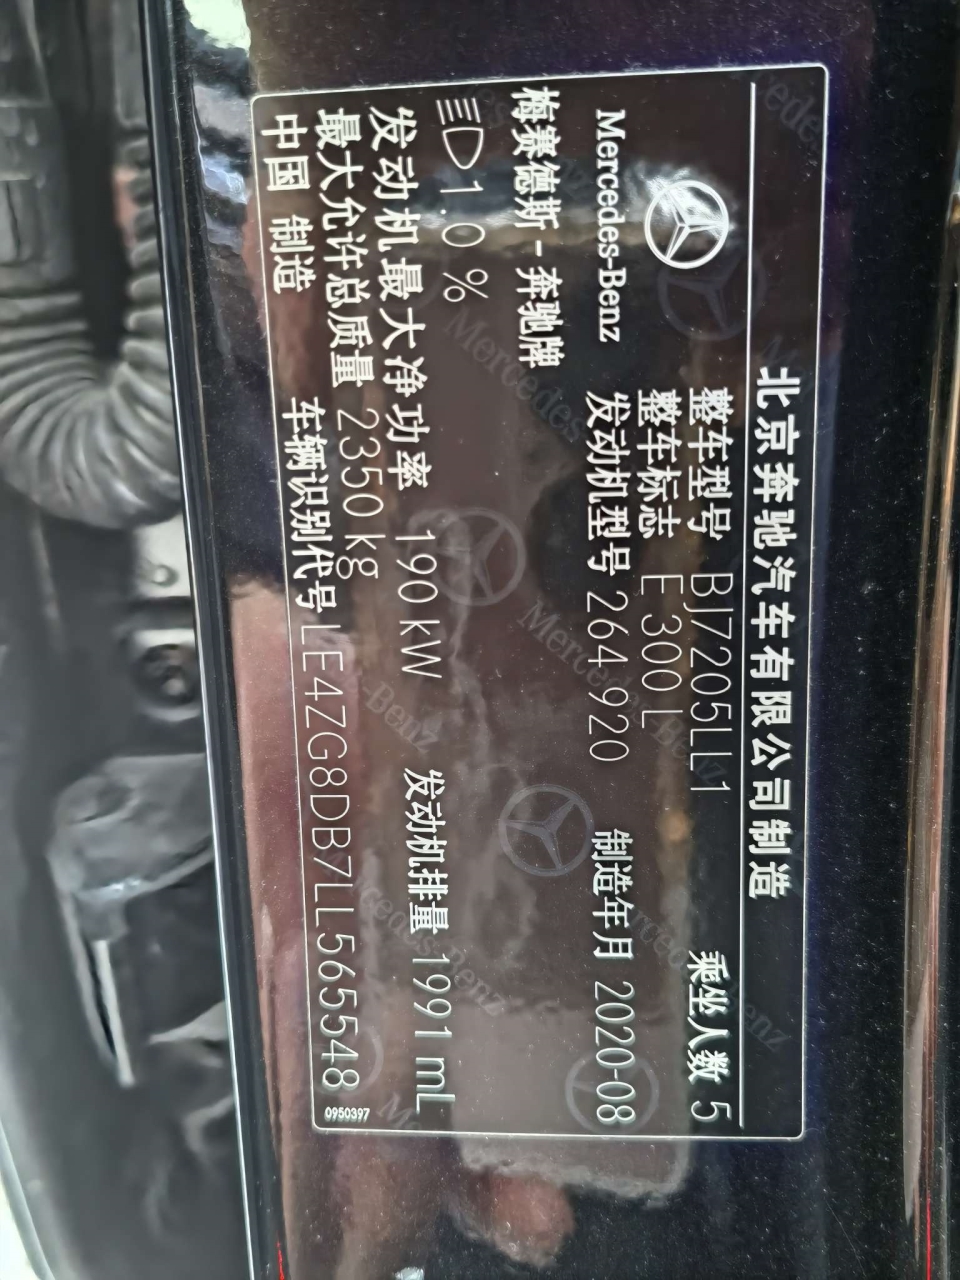 北京奔驰汽车有限公司制造
整车型号 BJ7205LL1 乘坐人数 5
整车标志 E 300 L
Mercedes-Benz 发动机型号 264 920 制造年月 2020-08
梅赛德斯-奔驰牌
1.0 %
发动机最大净功率 190 kW 发动机排量 1991 mL
最大允许总质量 2350 kg
中国 制造 车辆识别代号 LE4ZG8DB7LL565548 0950397